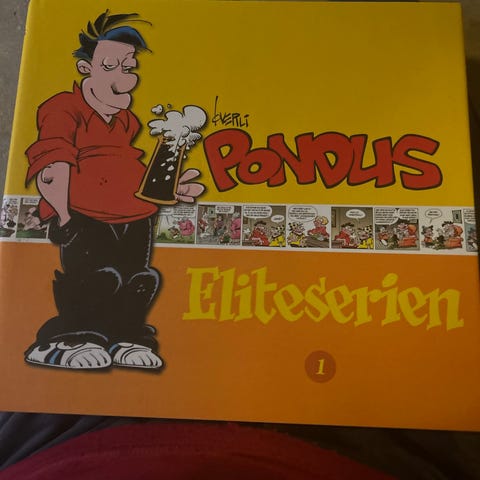 Øverli
PONDUS
Eliteserien
1